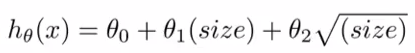 hθ(x) = θ₀ + θ₁(size) + θ₂√(size)